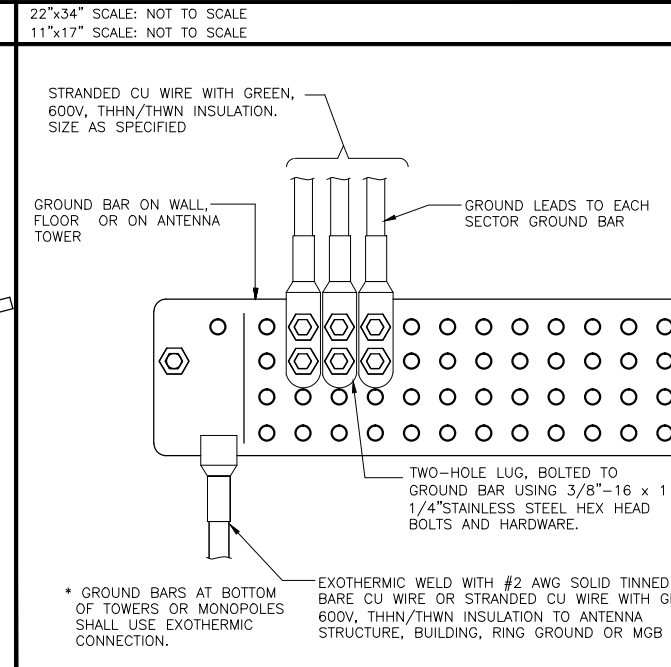 22"x34" SCALE: NOT TO SCALE
11"x17" SCALE: NOT TO SCALE
STRANDED CU WIRE WITH GREEN,
600V, THHN/THWN INSULATION.
SIZE AS SPECIFIED
GROUND BAR ON WALL,
FLOOR OR ON ANTENNA
TOWER
GROUND LEADS TO EACH
SECTOR GROUND BAR
TWO-HOLE LUG, BOLTED TO
GROUND BAR USING 3/8"-16 x 1
1/4"STAINLESS STEEL HEX HEAD
BOLTS AND HARDWARE.
* GROUND BARS AT BOTTOM
OF TOWERS OR MONOPOLES
SHALL USE EXOTHERMIC
CONNECTION.
EXOTHERMIC WELD WITH #2 AWG SOLID TINNED
BARE CU WIRE OR STRANDED CU WIRE WITH
600V, THHN/THWN INSULATION TO ANTENNA
STRUCTURE, BUILDING, RING GROUND OR MGB